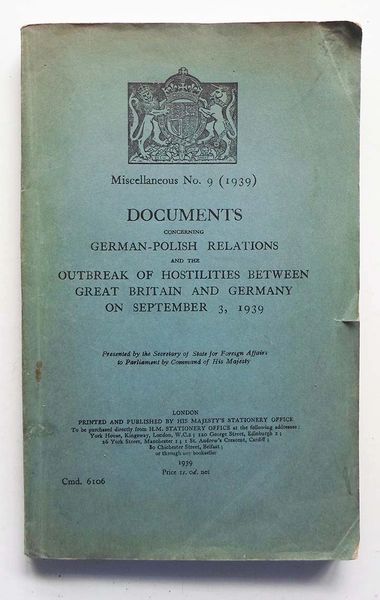 Miscellaneous No. 9 (1939)
DOCUMENTS
CONCERNING
GERMAN-POLISH RELATIONS
AND THE
OUTBREAK OF HOSTILITIES BETWEEN
GREAT BRITAIN AND GERMANY
ON SEPTEMBER 3, 1939
Presented by the Secretary of State for Foreign Affairs
to Parliament by Command of His Majesty
LONDON
PRINTED AND PUBLISHED BY HIS MAJESTY'S STATIONERY OFFICE
To be purchased directly from H.M. STATIONERY OFFICE at the following addresses:
York House, Kingsway, London, W.C.2; 120 George Street, Edinburgh 2;
26 York Street, Manchester 1; 1 St. Andrew's Crescent, Cardiff;
80 Chichester Street, Belfast;
or through any bookseller
1939
Price 1s. 0d. net
Cmd. 6106